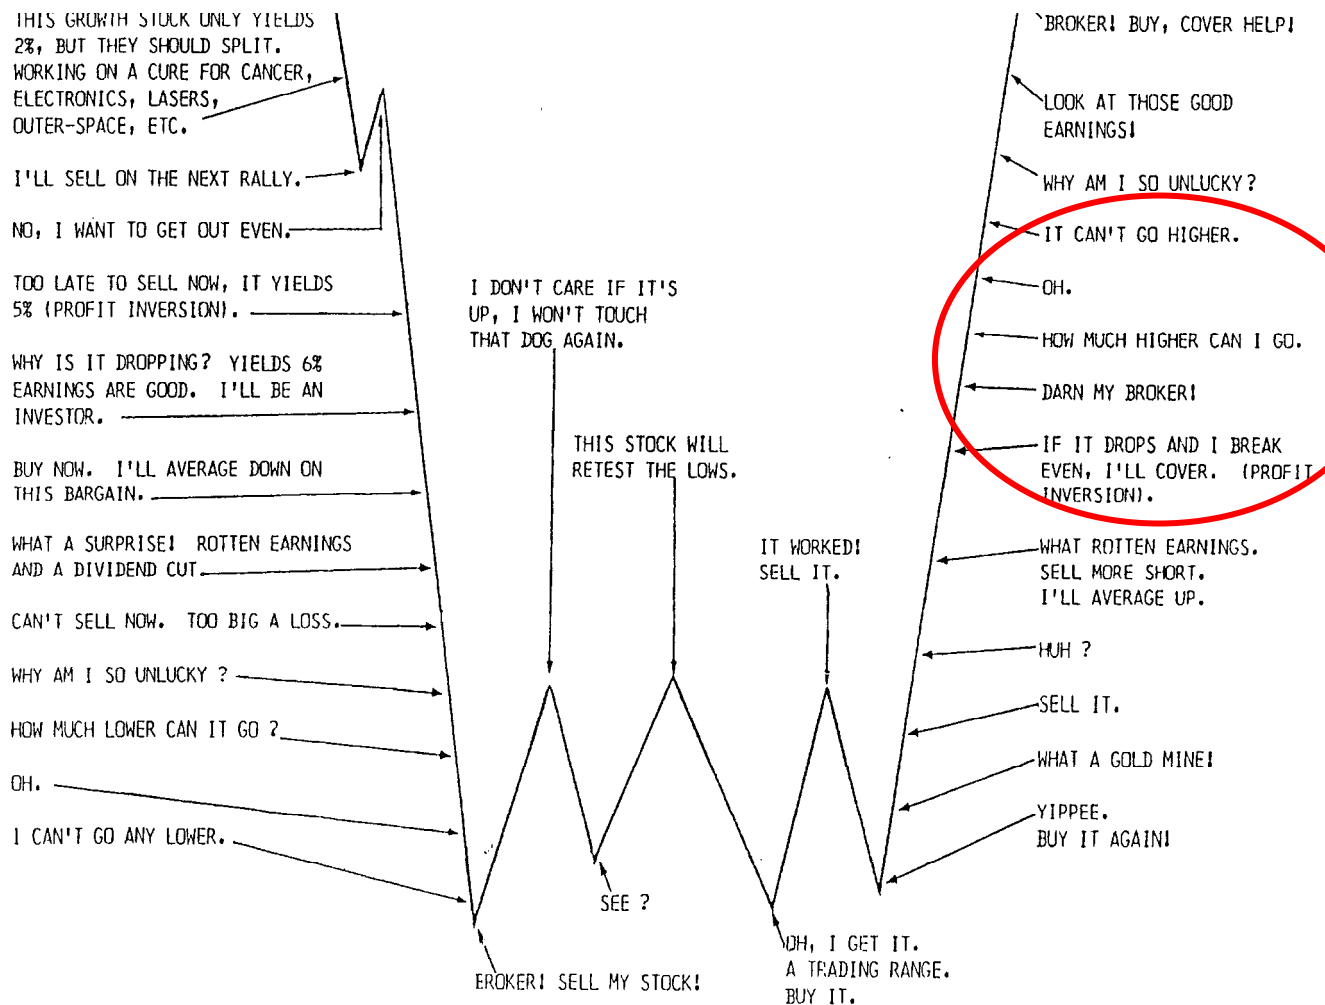 THIS GROWTH STOCK ONLY YIELDS
2%, BUT THEY SHOULD SPLIT.
WORKING ON A CURE FOR CANCER,
ELECTRONICS, LASERS,
OUTER-SPACE, ETC.
I'LL SELL ON THE NEXT RALLY.
NO, I WANT TO GET OUT EVEN.
TOO LATE TO SELL NOW, IT YIELDS
5% (PROFIT INVERSION).
WHY IS IT DROPPING? YIELDS 6%
EARNINGS ARE GOOD. I'LL BE AN
INVESTOR.
BUY NOW. I'LL AVERAGE DOWN ON
THIS BARGAIN.
WHAT A SURPRISE! ROTTEN EARNINGS
AND A DIVIDEND CUT.
CAN'T SELL NOW. TOO BIG A LOSS.
WHY AM I SO UNLUCKY ?
HOW MUCH LOWER CAN IT GO ?
OH.
I CAN'T GO ANY LOWER.
BROKER! SELL MY STOCK!
I DON'T CARE IF IT'S
UP, I WON'T TOUCH
THAT DOG AGAIN.
SEE ?
THIS STOCK WILL
RETEST THE LOWS.
OH, I GET IT.
A TRADING RANGE.
BUY IT.
IT WORKED!
SELL IT.
BROKER! BUY, COVER HELP!
LOOK AT THOSE GOOD
EARNINGS!
WHY AM I SO UNLUCKY?
IT CAN'T GO HIGHER.
OH.
HOW MUCH HIGHER CAN I GO.
DARN MY BROKER!
IF IT DROPS AND I BREAK
EVEN, I'LL COVER. (PROFIT
INVERSION).
WHAT ROTTEN EARNINGS.
SELL MORE SHORT.
I'LL AVERAGE UP.
HUH ?
SELL IT.
WHAT A GOLD MINE!
YIPPEE.
BUY IT AGAIN!